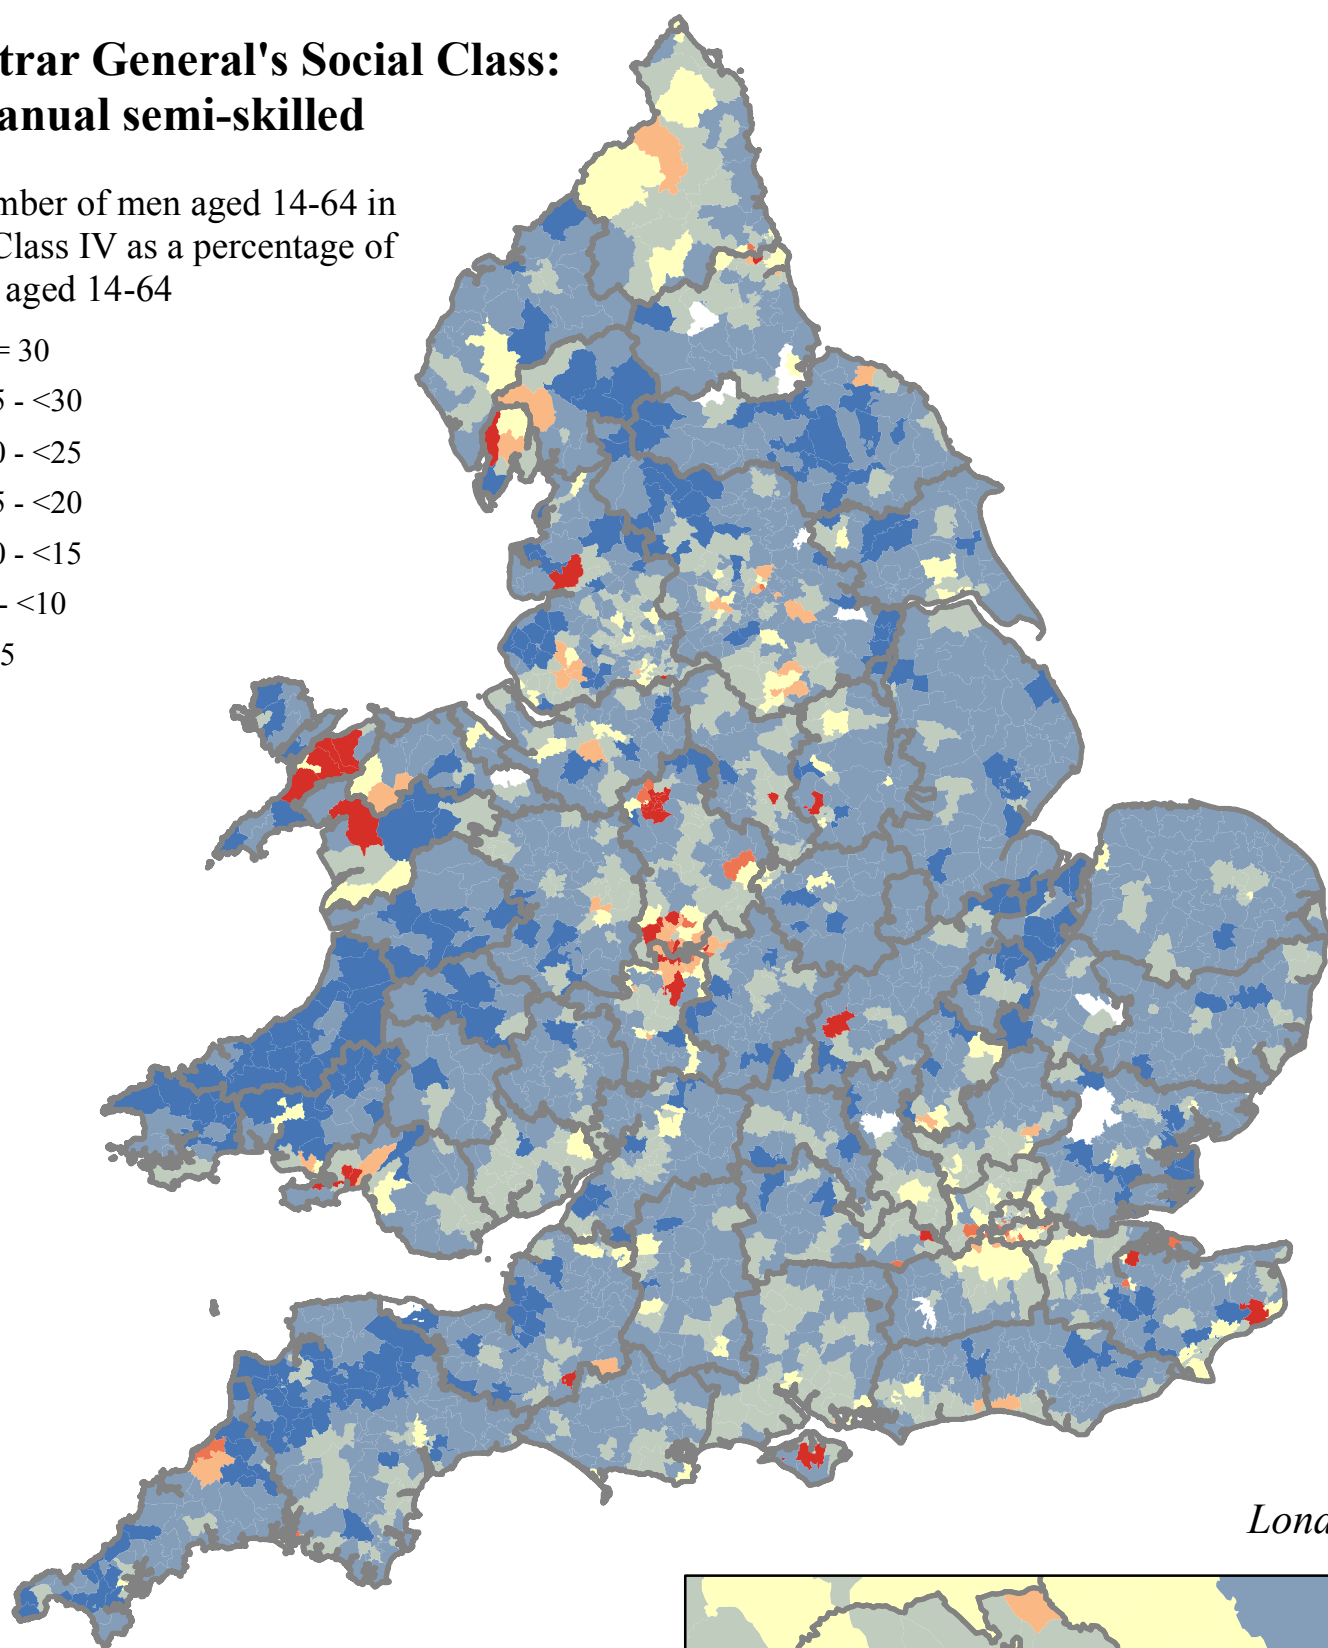 trar General's Social Class:
anual semi-skilled
mber of men aged 14-64 in
Class IV as a percentage of
aged 14-64
= 30
5 - <30
0 - <25
5 - <20
0 - <15
- <10
5
Lond